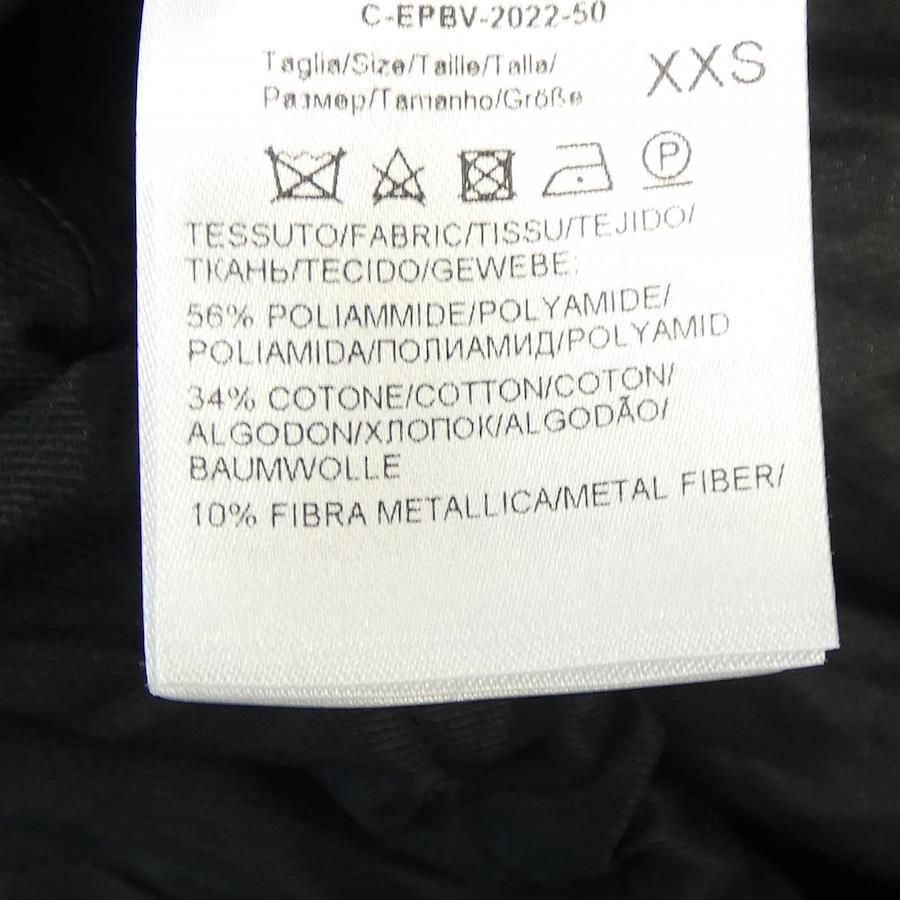 C-EPBV-2022-50
Taglia/Size/Taille/Talla/
Размер/Tamanho/Größe
XXS
P
TESSUTO/FABRIC/TISSU/TEJIDO/
ТКАНЬ/TECIDO/GEWEBE:
56% POLIAMMIDE/POLYAMIDE/
POLIAMIDA/ПОЛИАМИД/POLYAMID
34% COTONE/COTTON/COTON/
ALGODON/ХЛОПОК/ALGODÃO/
BAUMWOLLE
10% FIBRA METALLICA/METAL FIBER/